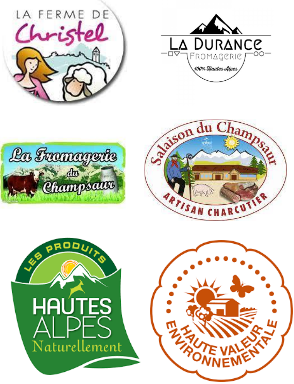 LA FERME DE
Christel
LA DURANCE
FROMAGERIE
100% Hautes Alpes
La Fromagerie
du
Champsaur
Salaison du Champsaur
ARTISAN CHARCUTIER
LES PRODUITS
HAUTES
ALPES
Naturellement
HAUTE VALEUR
ENVIRONNEMENTALE